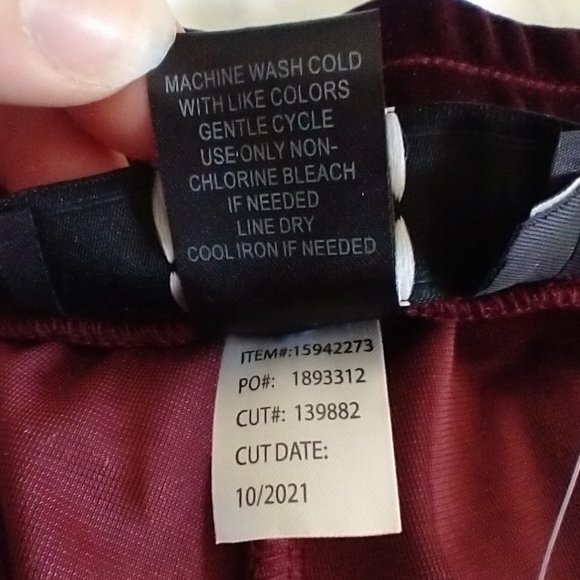 MACHINE WASH COLD
WITH LIKE COLORS
GENTLE CYCLE
USE ONLY NON-
CHLORINE BLEACH
IF NEEDED
LINE DRY
COOL IRON IF NEEDED
ITEM#:15942273
PO#: 1893312
CUT#: 139882
CUT DATE:
10/2021